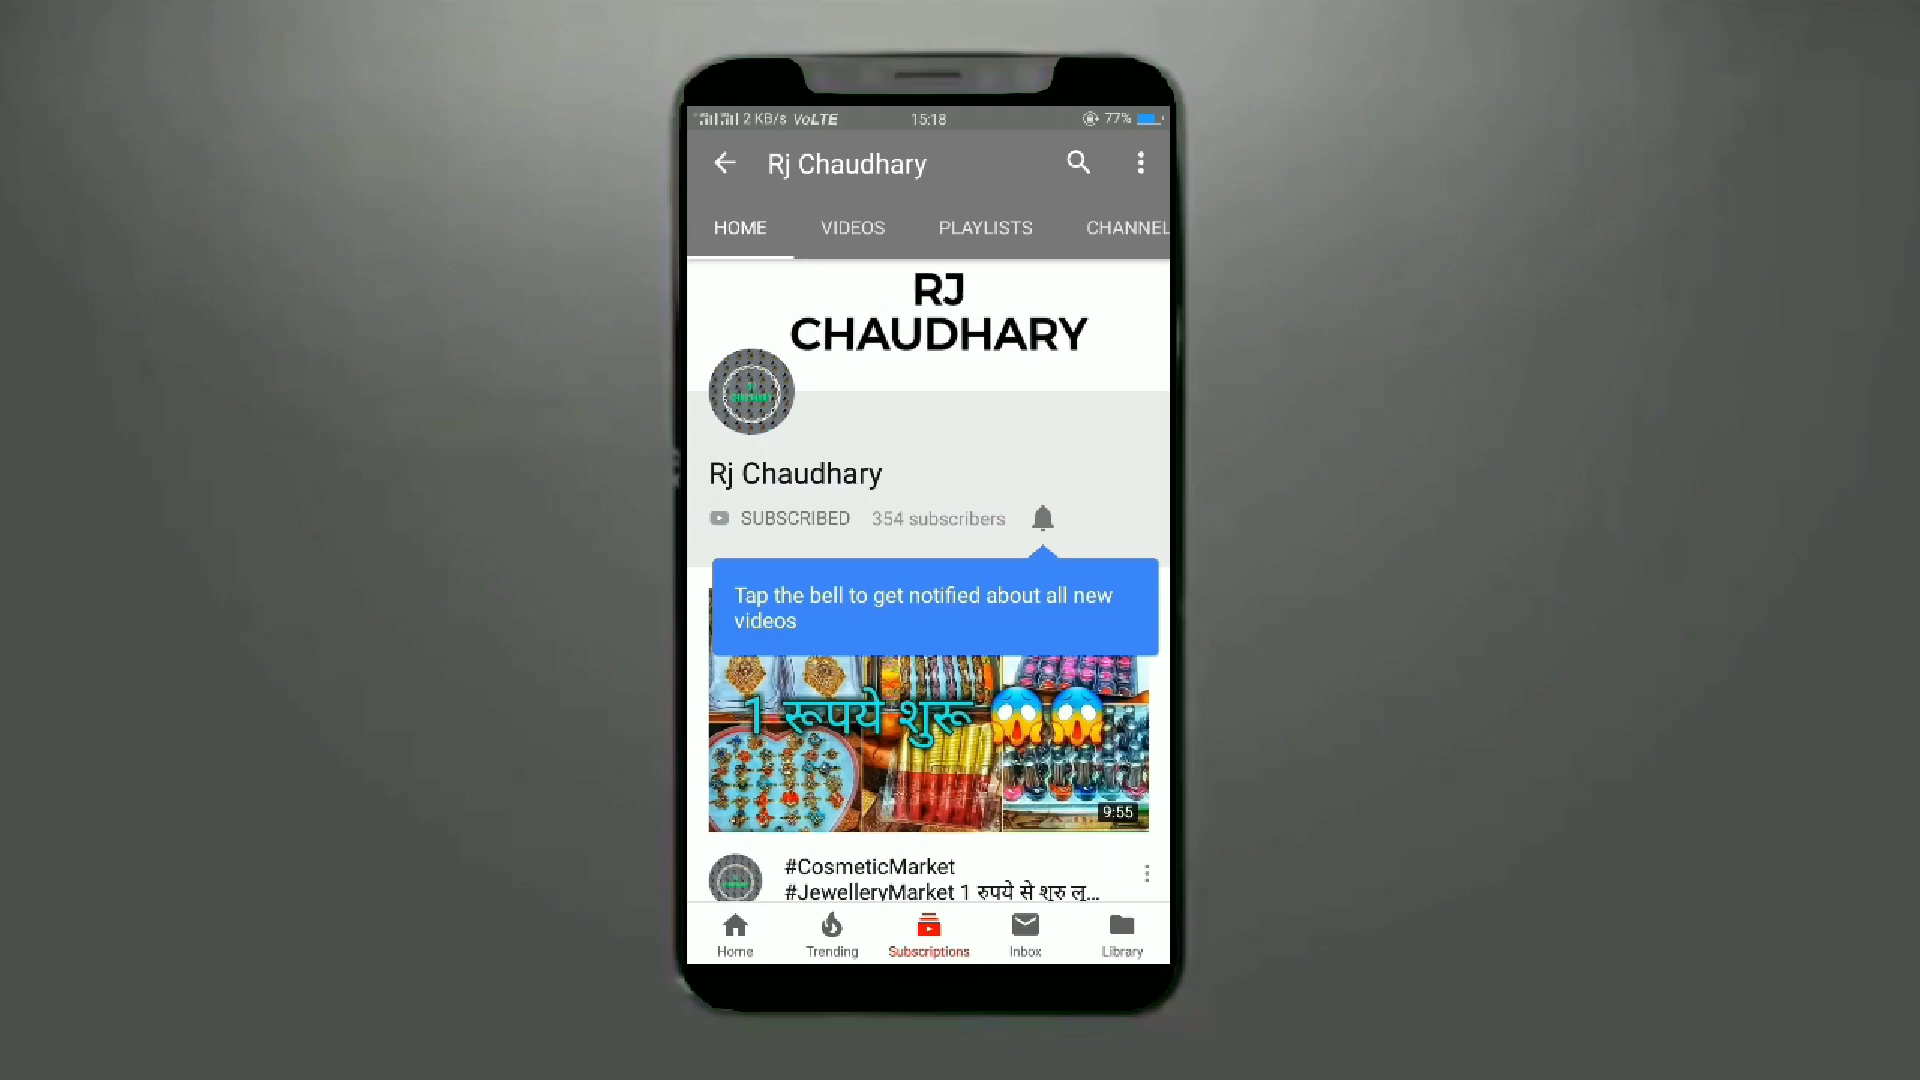 2 KB/s VoLTE 15:18 77%
Rj Chaudhary
HOME VIDEOS PLAYLISTS CHANNEL
RJ
CHAUDHARY
Rj Chaudhary
SUBSCRIBED 354 subscribers
Tap the bell to get notified about all new
videos
1 रूपये शुरू
9:55
#CosmeticMarket
#JewelleryMarket 1 रुपये से शुरु लू...
Home Trending Subscriptions Inbox Library